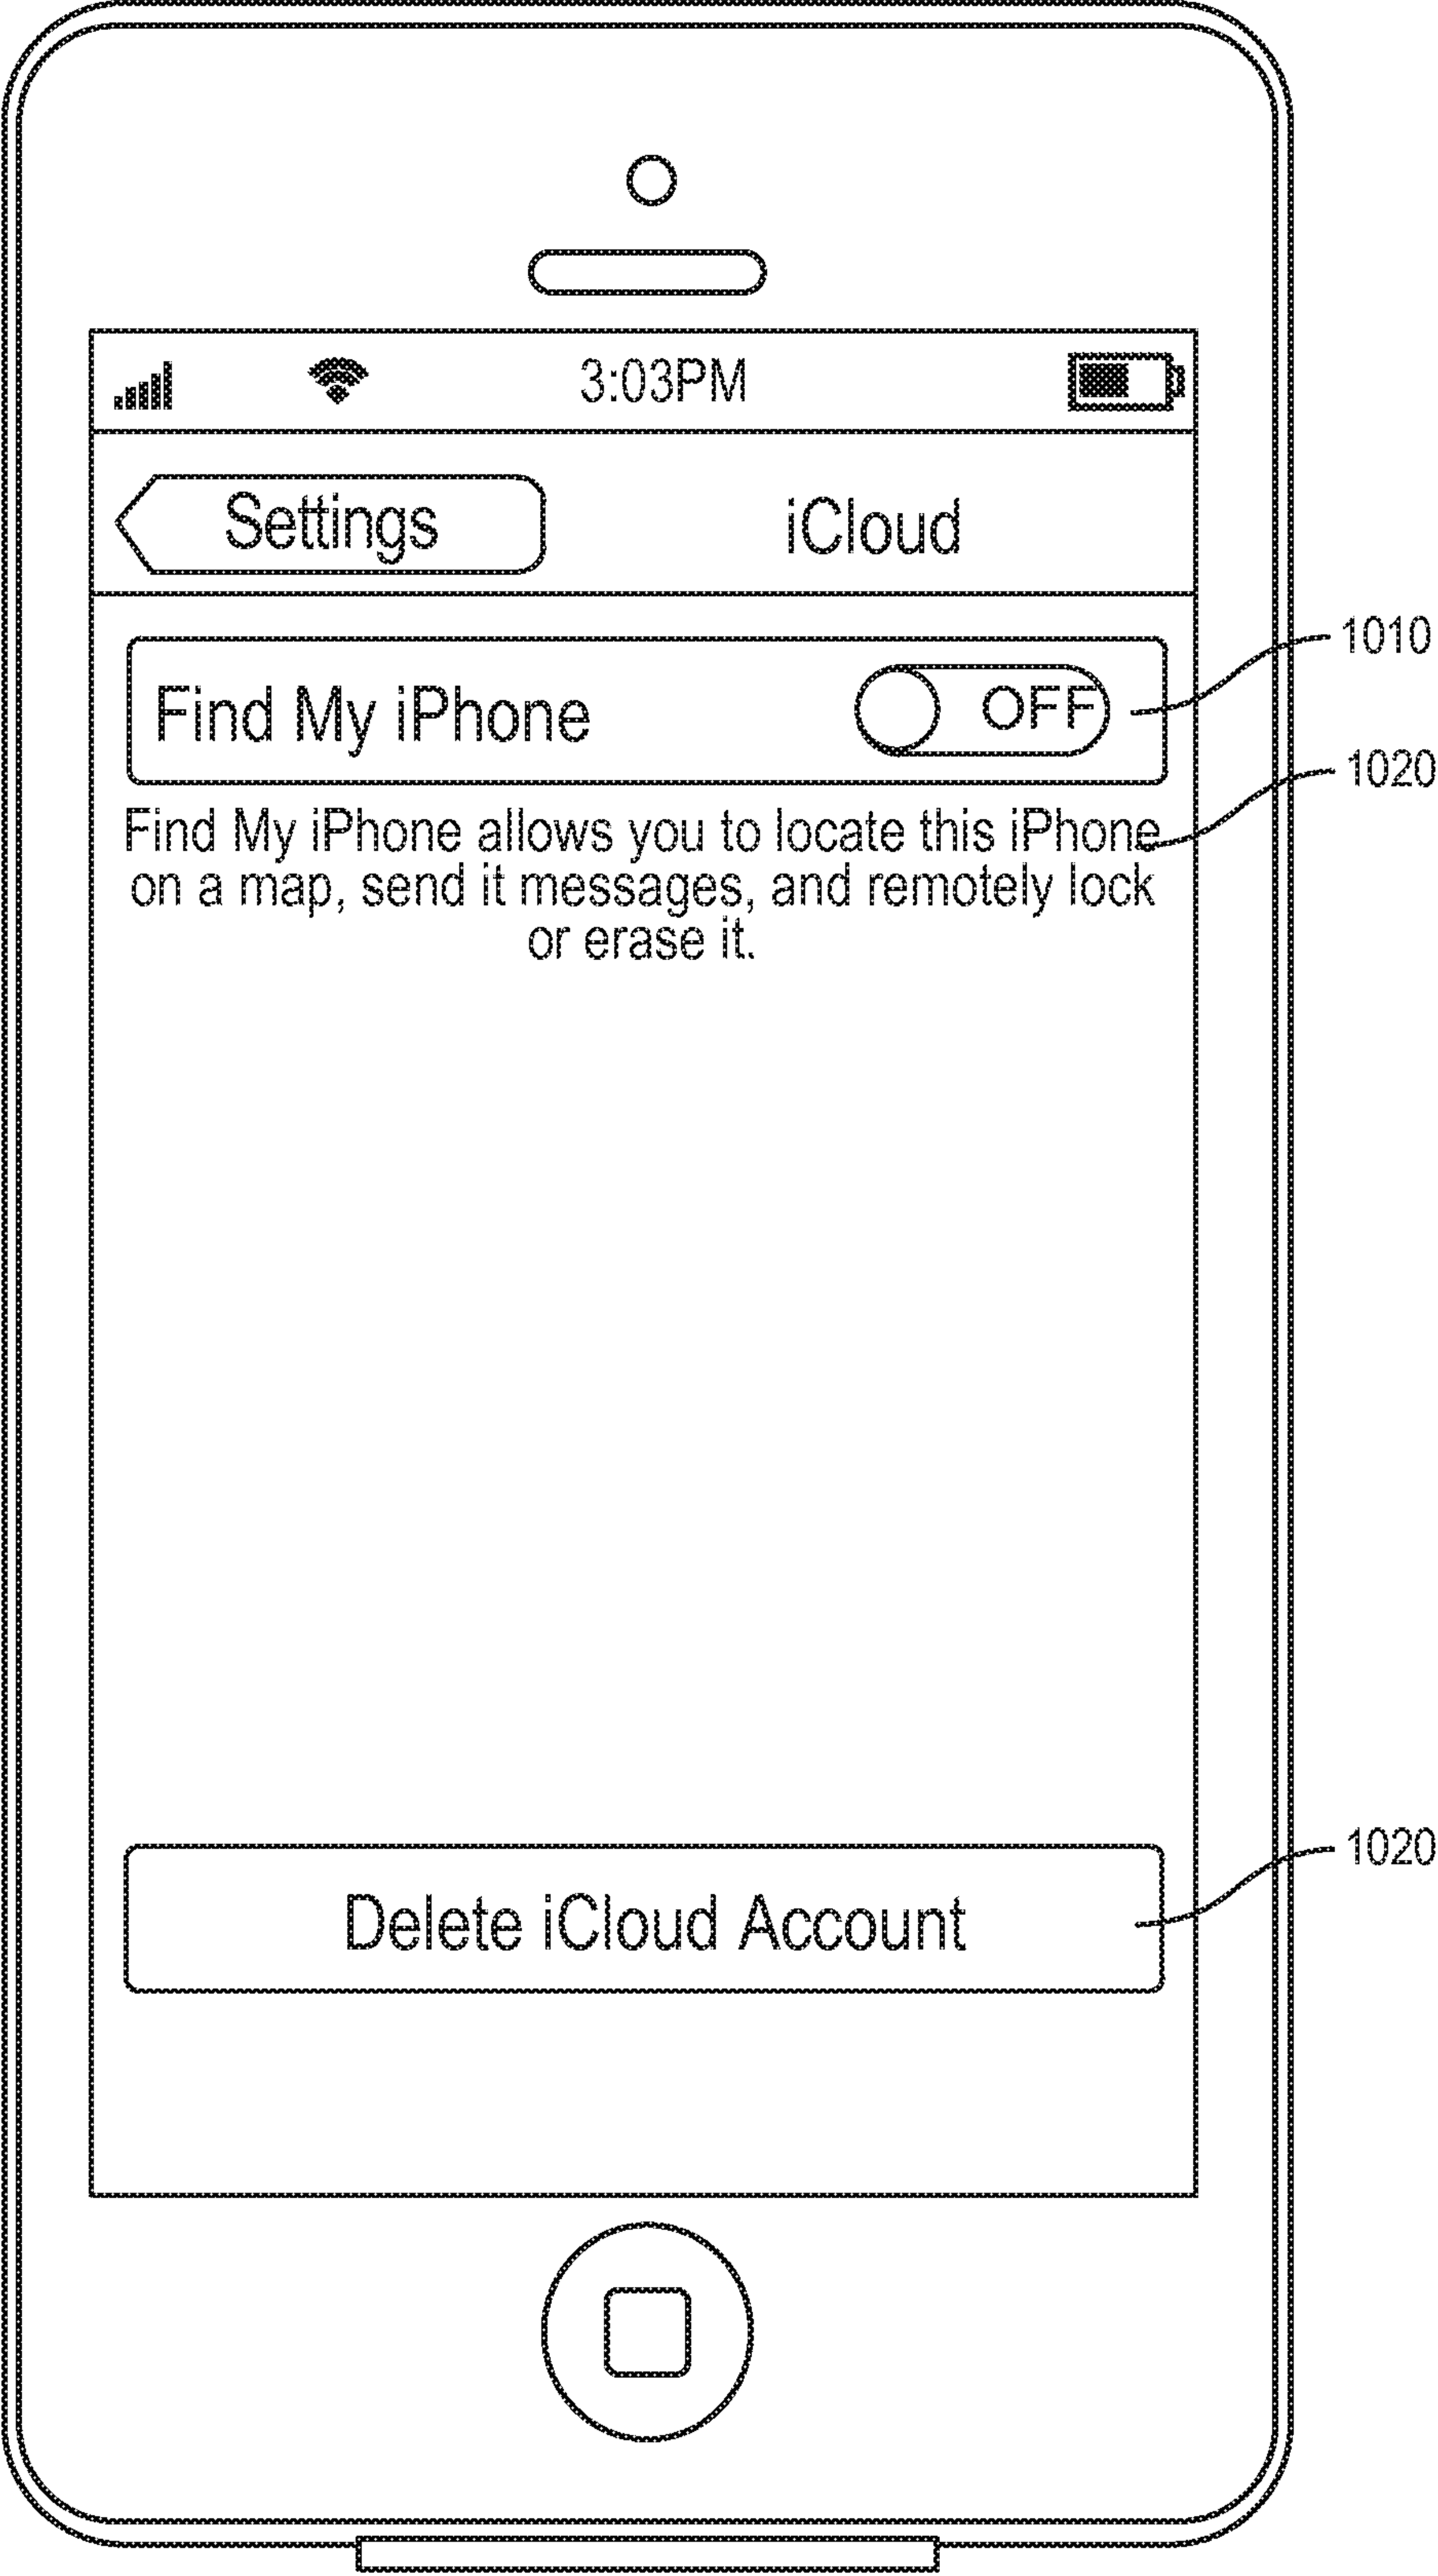 3:03PM
Settings
iCloud
Find My iPhone
OFF
1010
1020
Find My iPhone allows you to locate this iPhone
on a map, send it messages, and remotely lock
or erase it.
1020
Delete iCloud Account